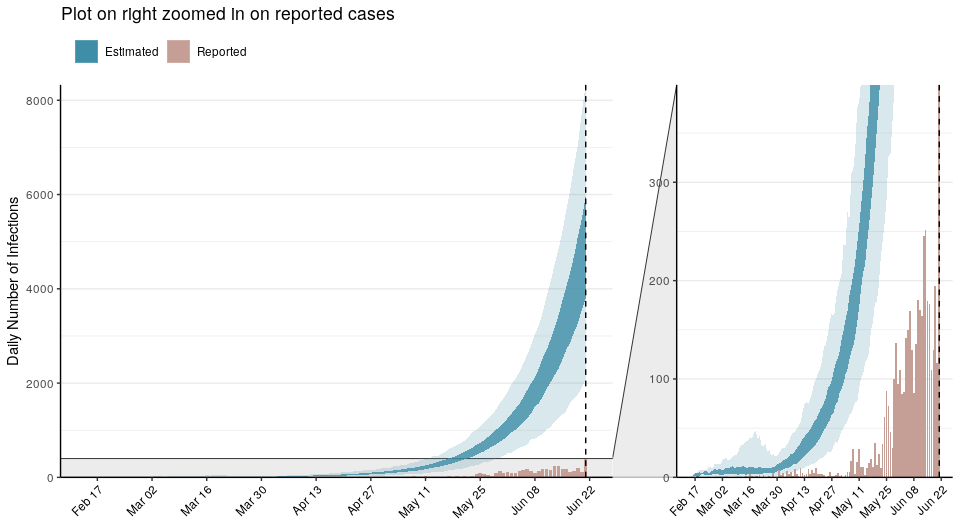 Plot on right zoomed in on reported cases
Estimated
Reported
Daily Number of Infections
8000
6000
4000
2000
0
Feb 17
Mar 02
Mar 16
Mar 30
Apr 13
Apr 27
May 11
May 25
Jun 08
Jun 22
300
200
100
0
Feb 17
Mar 02
Mar 16
Mar 30
Apr 13
Apr 27
May 11
May 25
Jun 08
Jun 22